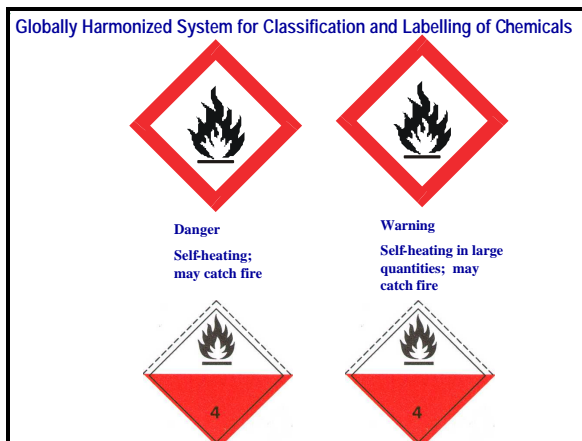 Globally Harmonized System for Classification and Labelling of Chemicals
Danger
Self-heating;
may catch fire
Warning
Self-heating in large
quantities; may
catch fire
4
4